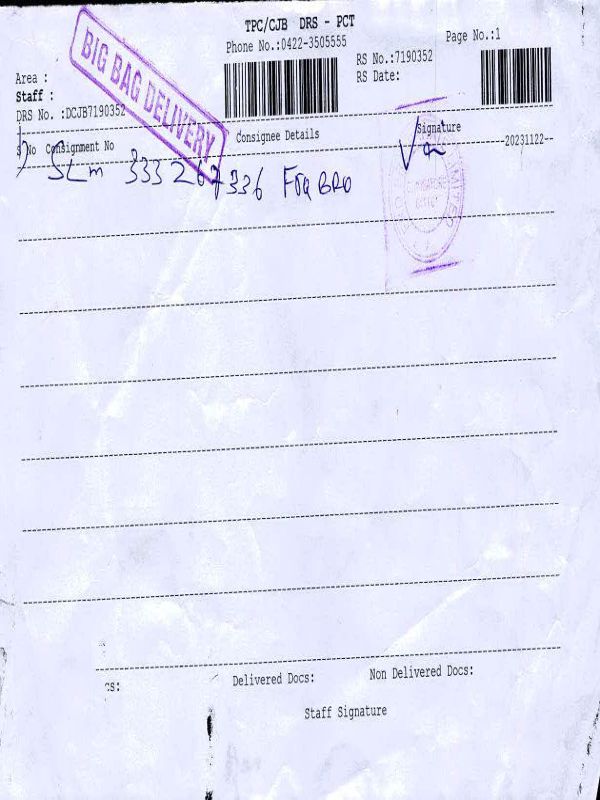 TPC/CJB DRS - PCT
Phone No.:0422-3505555
Page No.:1
RS No.:7190352
RS Date:
Area :
Staff :
DRS No. :DCJB7190352
BIG BAG DELIVERY
S No Consignment No Consignee Details Signature
--20231122--
1) SLM 333267336
cs: Delivered Docs: Non Delivered Docs:
Staff Signature